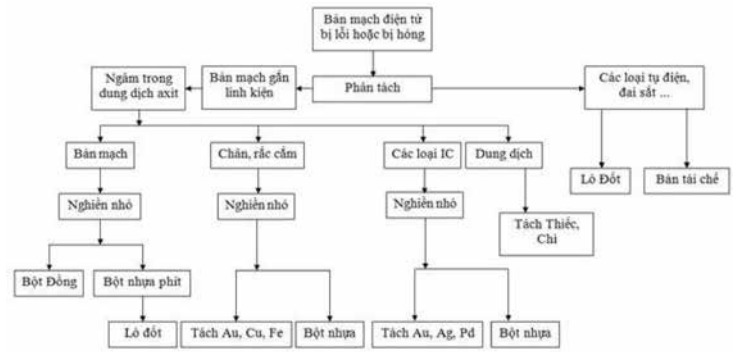 Bán mạch điện tử
bị lỗi hoặc bị hỏng
Ngâm trong
dung dịch axit
Bán mạch gắn
linh kiện
Phân tách
Các loại tụ điện,
đai sắt ...
Bán mạch
Chân, rắc cắm
Các loại IC
Dung dịch
Lò Đốt
Bán tái chế
Nghiền nhỏ
Nghiền nhỏ
Nghiền nhỏ
Tách Thiếc,
Chì
Bột Đồng
Bột nhựa phít
Lò đốt
Tách Au, Cu, Fe
Bột nhựa
Tách Au, Ag, Pd
Bột nhựa